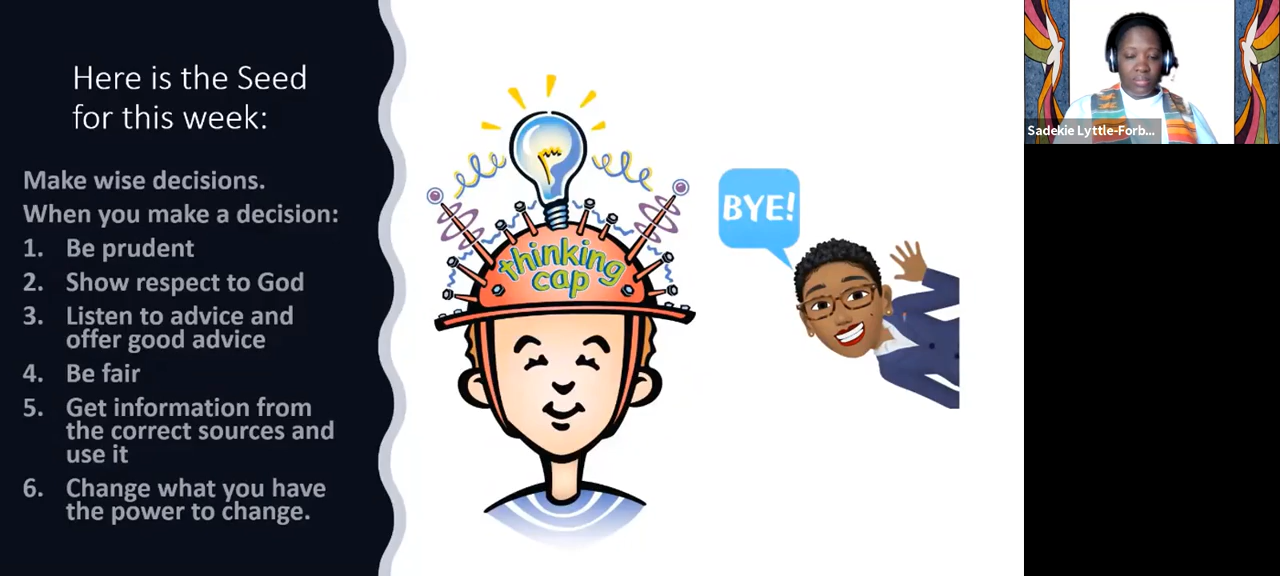 Here is the Seed
for this week:
Make wise decisions.
When you make a decision:
1. Be prudent
2. Show respect to God
3. Listen to advice and
offer good advice
4. Be fair
5. Get information from
the correct sources and
use it
6. Change what you have
the power to change.
thinking
cap
BYE!
Sadekie Lyttle-Forb...